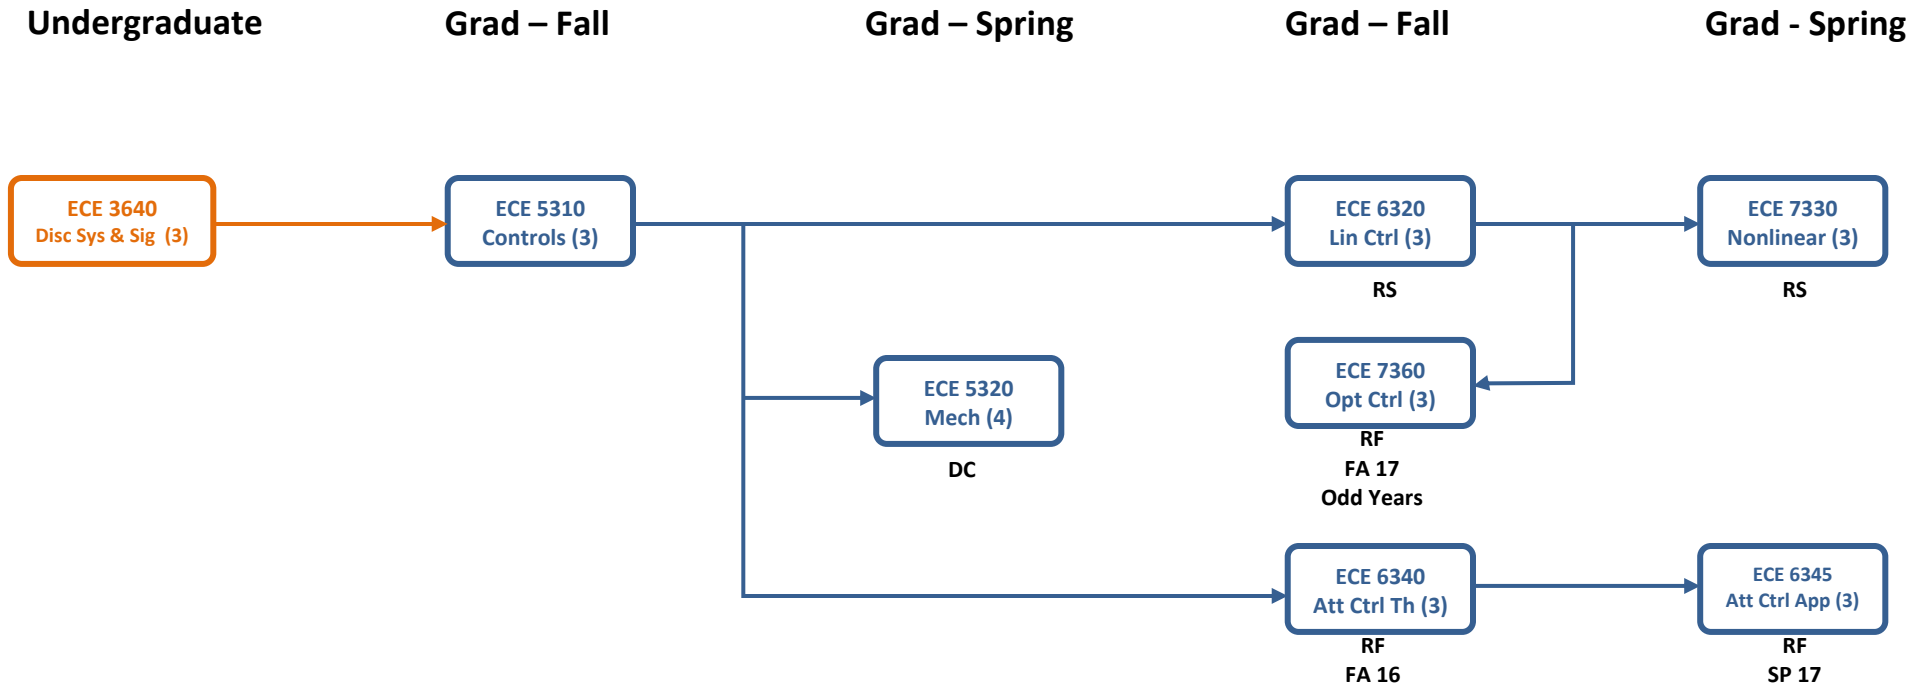 Undergraduate
Grad – Fall
Grad – Spring
Grad – Fall
Grad - Spring
ECE 3640
Disc Sys & Sig (3)
ECE 5310
Controls (3)
ECE 6320
Lin Ctrl (3)
RS
ECE 7330
Nonlinear (3)
RS
ECE 5320
Mech (4)
DC
ECE 7360
Opt Ctrl (3)
RF
FA 17
Odd Years
ECE 6340
Att Ctrl Th (3)
RF
FA 16
ECE 6345
Att Ctrl App (3)
RF
SP 17